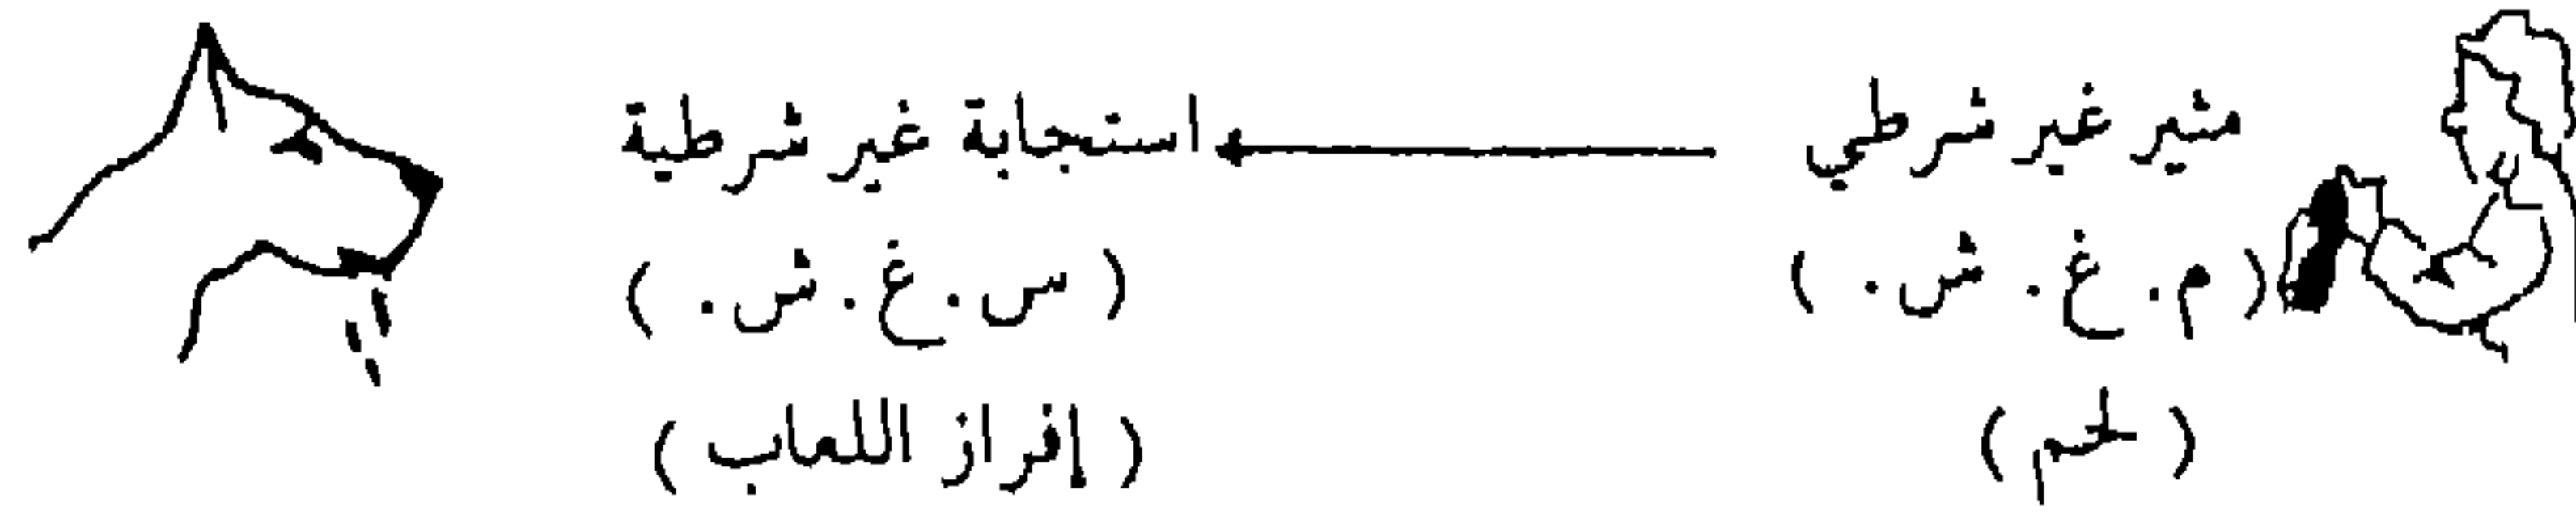 مثير غير شرطي استجابة غير شرطية
( م . غ . ش . ) ( س . غ . ش . )
( لحم ) ( إفراز اللعاب )